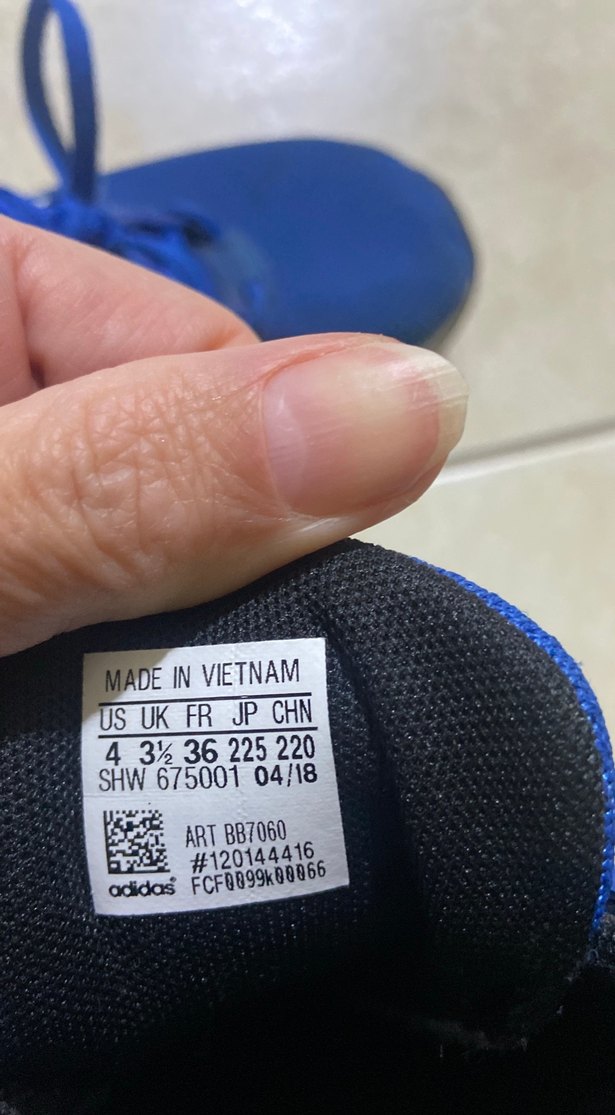 MADE IN VIETNAM
US UK FR JP CHN
4 3½ 36 225 220
SHW 675001 04/18
ART BB7060
#120144416
FCF0099k00066
adidas